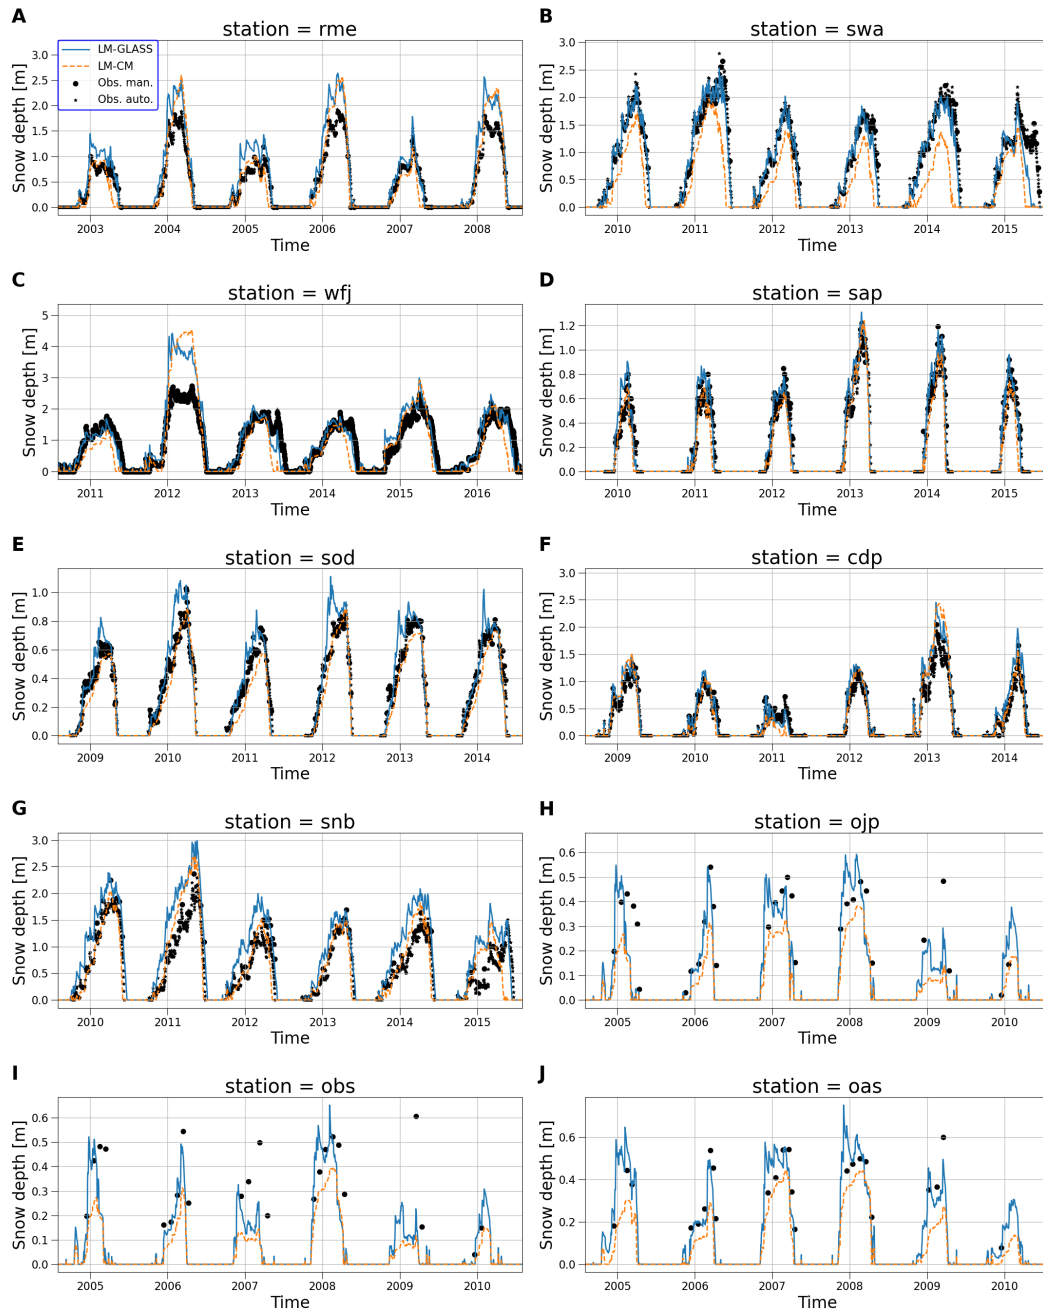 A
station = rme
LM-GLASS
LM-CM
Obs. man.
Obs. auto.
Snow depth [m]
3.0
2.5
2.0
1.5
1.0
0.5
0.0
2003 2004 2005 2006 2007 2008
Time
B
station = swa
Snow depth [m]
3.0
2.5
2.0
1.5
1.0
0.5
0.0
2010 2011 2012 2013 2014 2015
Time
C
station = wfj
Snow depth [m]
5
4
3
2
1
0
2011 2012 2013 2014 2015 2016
Time
D
station = sap
Snow depth [m]
1.2
1.0
0.8
0.6
0.4
0.2
0.0
2010 2011 2012 2013 2014 2015
Time
E
station = sod
Snow depth [m]
1.0
0.8
0.6
0.4
0.2
0.0
2009 2010 2011 2012 2013 2014
Time
F
station = cdp
Snow depth [m]
3.0
2.5
2.0
1.5
1.0
0.5
0.0
2009 2010 2011 2012 2013 2014
Time
G
station = snb
Snow depth [m]
3.0
2.5
2.0
1.5
1.0
0.5
0.0
2010 2011 2012 2013 2014 2015
Time
H
station = ojp
Snow depth [m]
0.6
0.5
0.4
0.3
0.2
0.1
0.0
2005 2006 2007 2008 2009 2010
Time
I
station = obs
Snow depth [m]
0.6
0.5
0.4
0.3
0.2
0.1
0.0
2005 2006 2007 2008 2009 2010
Time
J
station = oas
Snow depth [m]
0.6
0.4
0.2
0.0
2005 2006 2007 2008 2009 2010
Time